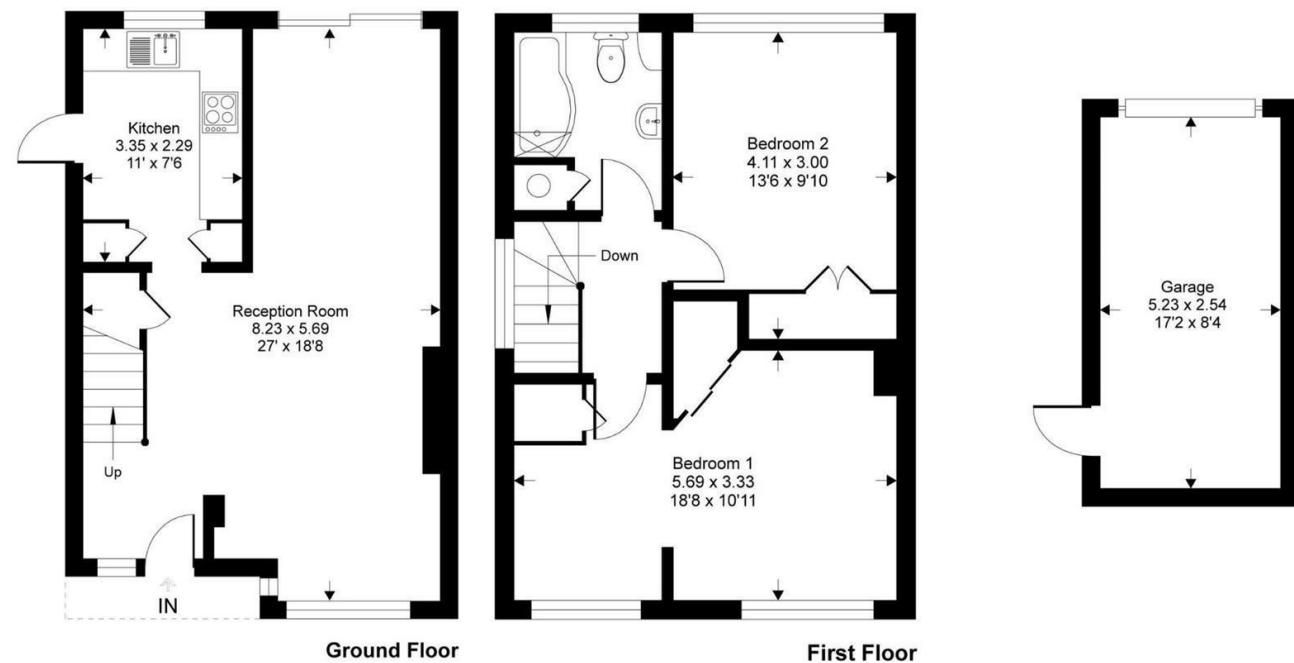 Kitchen
3.35 x 2.29
11' x 7'6
Reception Room
8.23 x 5.69
27' x 18'8
Up
IN
Ground Floor
Down
Bedroom 2
4.11 x 3.00
13'6 x 9'10
Bedroom 1
5.69 x 3.33
18'8 x 10'11
First Floor
Garage
5.23 x 2.54
17'2 x 8'4